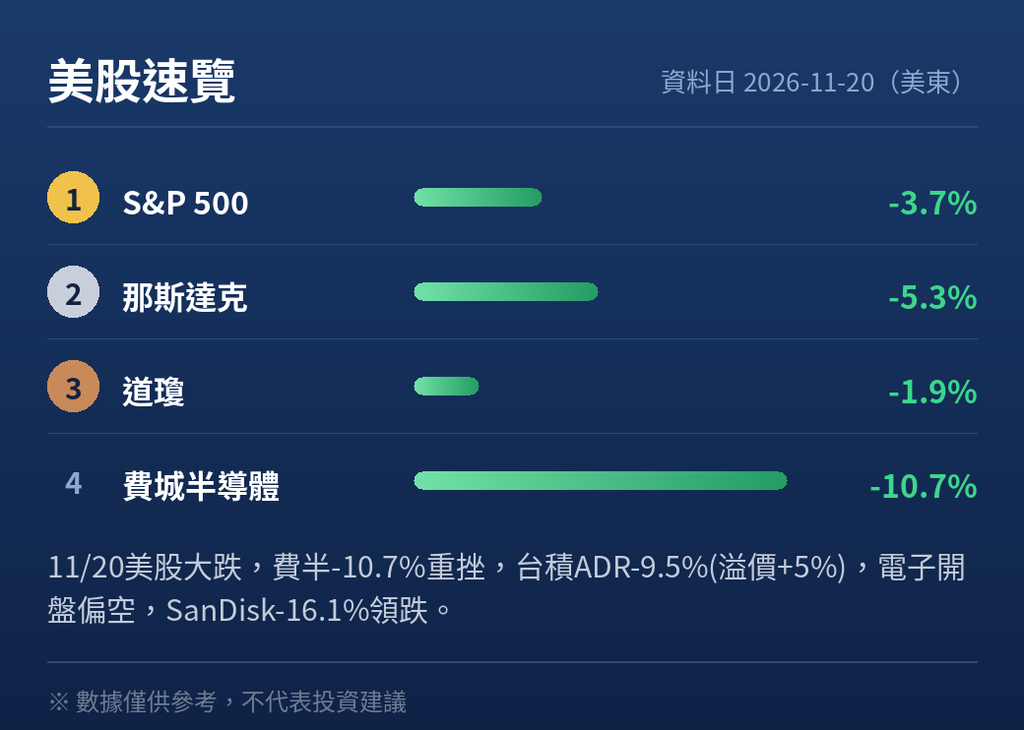 美股速覽
資料日 2026-11-20（美東）
1 S&P 500 -3.7%
2 那斯達克 -5.3%
3 道瓊 -1.9%
4 費城半導體 -10.7%
11/20美股大跌，費半-10.7%重挫，台積ADR-9.5%(溢價+5%)，電子開
盤偏空，SanDisk-16.1%領跌。
※ 數據僅供參考，不代表投資建議